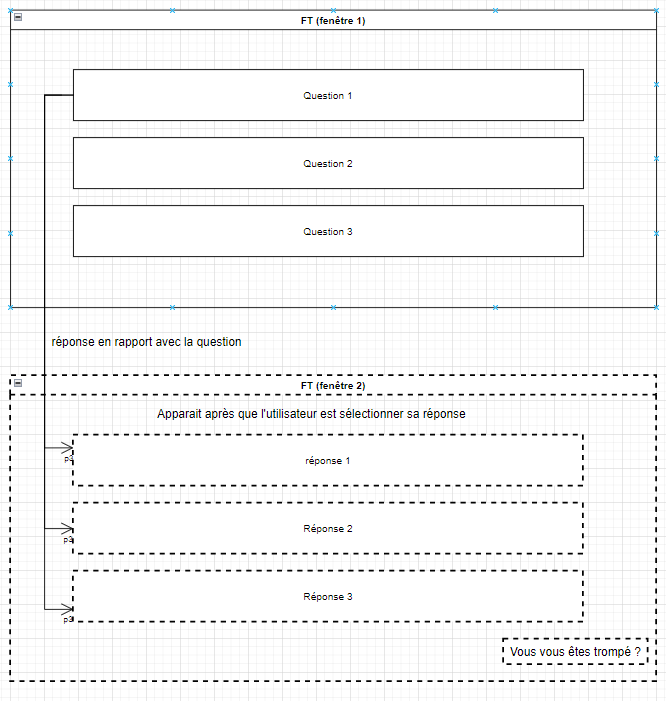 FT (fenêtre 1)
Question 1
Question 2
Question 3
réponse en rapport avec la question
FT (fenêtre 2)
Apparait après que l'utilisateur est sélectionner sa réponse
réponse 1
Réponse 2
Réponse 3
Vous vous êtes trompé ?